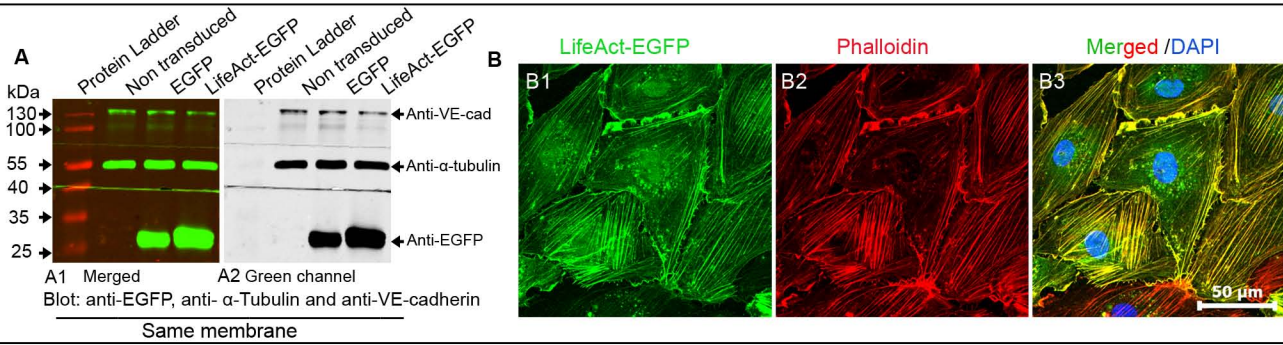 A
Protein Ladder
Non transduced
EGFP
LifeAct-EGFP
Protein Ladder
Non transduced
EGFP
LifeAct-EGFP
kDa
130
100
55
40
35
25
Anti-VE-cad
Anti-α-tubulin
Anti-EGFP
A1 Merged
A2 Green channel
Blot: anti-EGFP, anti- α-Tubulin and anti-VE-cadherin
Same membrane
B
LifeAct-EGFP
Phalloidin
Merged /DAPI
B1
B2
B3
50 µm